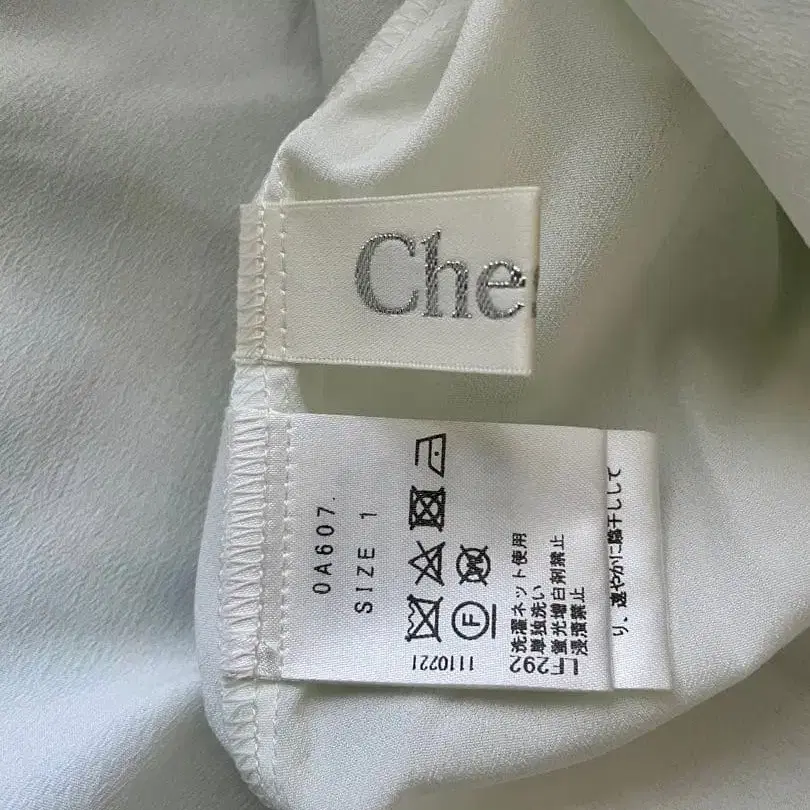 Che
0A607.
SIZE 1
1110221
LF292
洗濯ネット使用
単独洗い
蛍光増白剤禁止
浸漬禁止
り、速やかに陰干しして